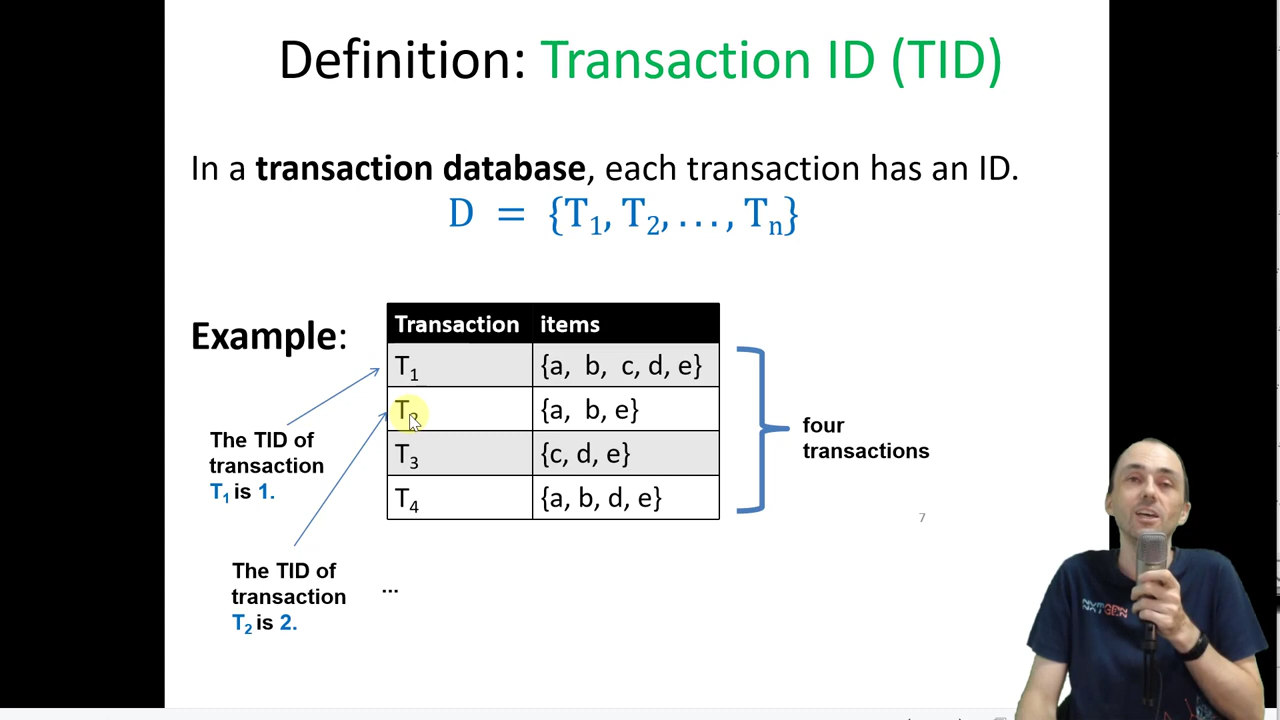 Definition: Transaction ID (TID)
In a transaction database, each transaction has an ID.
D = {T1, T2, ..., Tn}
Example:
Transaction items
T1 {a, b, c, d, e}
T2 {a, b, e}
T3 {c, d, e}
T4 {a, b, d, e}
The TID of
transaction
T1 is 1.
The TID of
transaction
T2 is 2.
...
four
transactions
7